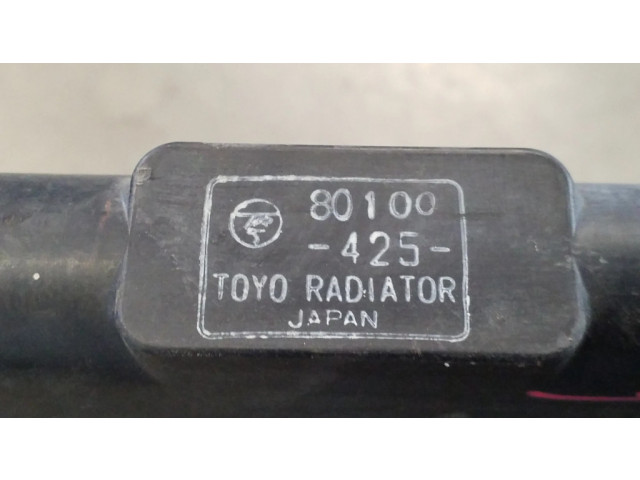 80100
-425-
TOYO RADIATOR
JAPAN